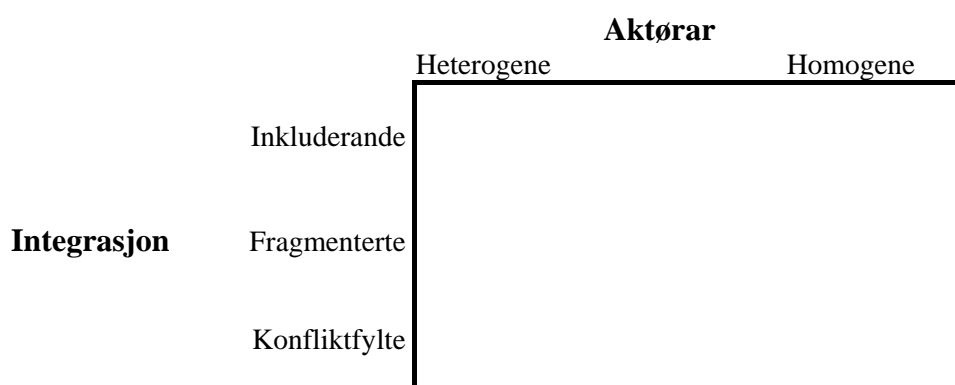 Aktørar
Heterogene Homogene
Inkluderande
Integrasjon Fragmenterte
Konfliktfylte